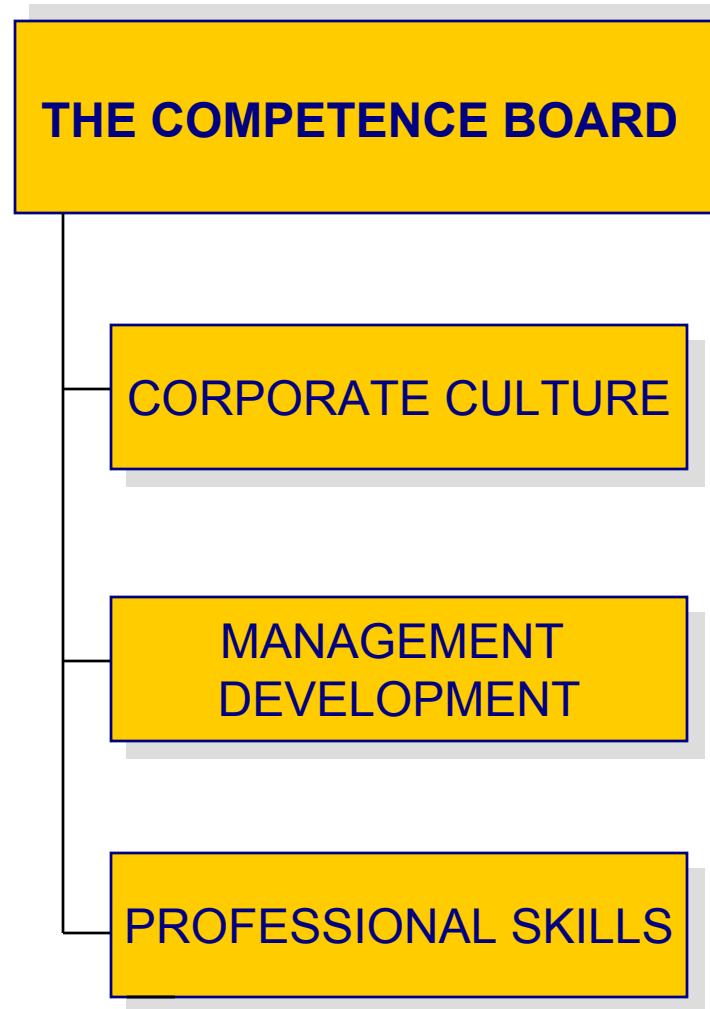 THE COMPETENCE BOARD
CORPORATE CULTURE
MANAGEMENT
DEVELOPMENT
PROFESSIONAL SKILLS